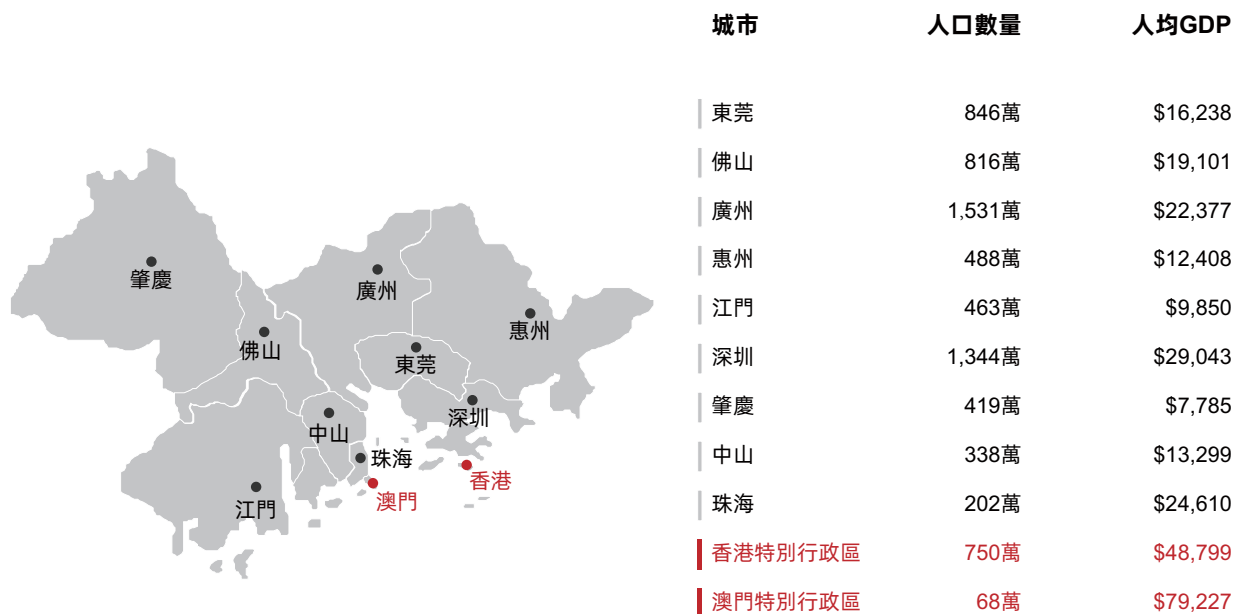 城市 人口數量 人均GDP
東莞 846萬 $16,238
佛山 816萬 $19,101
廣州 1,531萬 $22,377
惠州 488萬 $12,408
江門 463萬 $9,850
深圳 1,344萬 $29,043
肇慶 419萬 $7,785
中山 338萬 $13,299
珠海 202萬 $24,610
香港特別行政區 750萬 $48,799
澳門特別行政區 68萬 $79,227
肇慶
廣州
惠州
佛山
東莞
深圳
中山
珠海
香港
澳門
江門